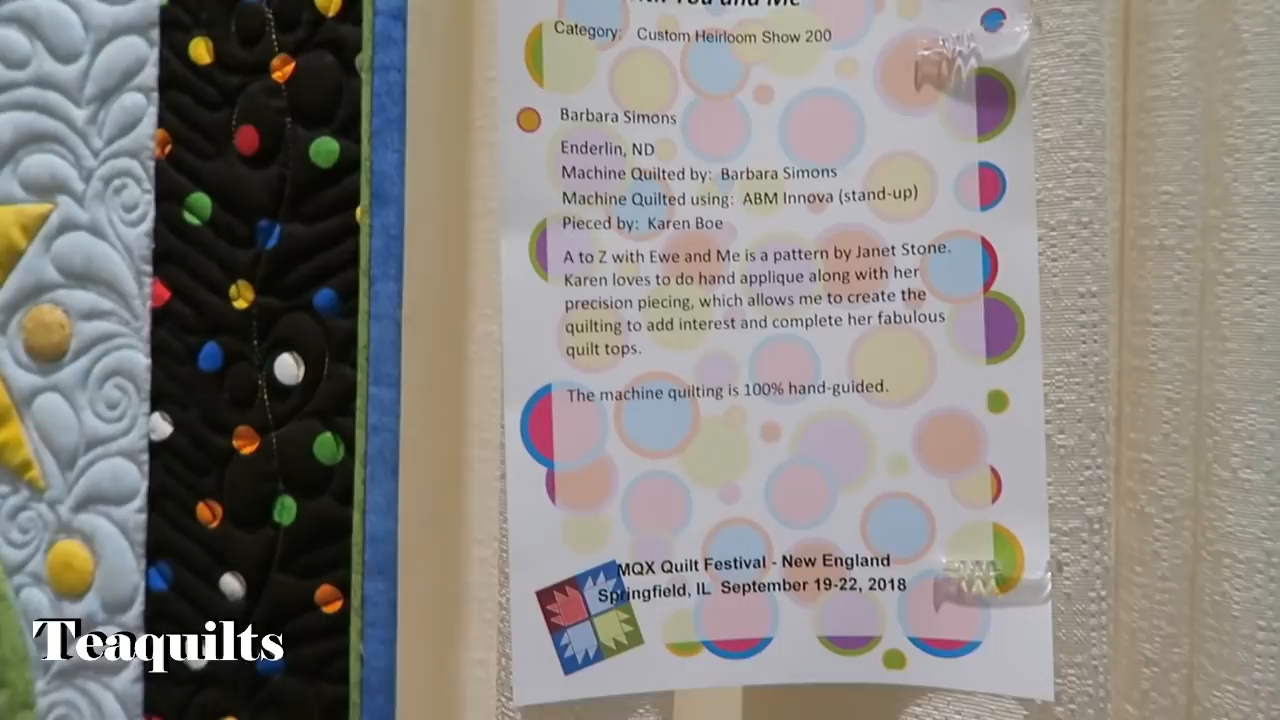 You and Me
Category: Custom Heirloom Show 200
Barbara Simons
Enderlin, ND
Machine Quilted by: Barbara Simons
Machine Quilted using: ABM Innova (stand-up)
Pieced by: Karen Boe
A to Z with Ewe and Me is a pattern by Janet Stone.
Karen loves to do hand applique along with her
precision piecing, which allows me to create the
quilting to add interest and complete her fabulous
quilt tops.
The machine quilting is 100% hand-guided.
MQX Quilt Festival - New England
Springfield, IL September 19-22, 2018
Teaquilts